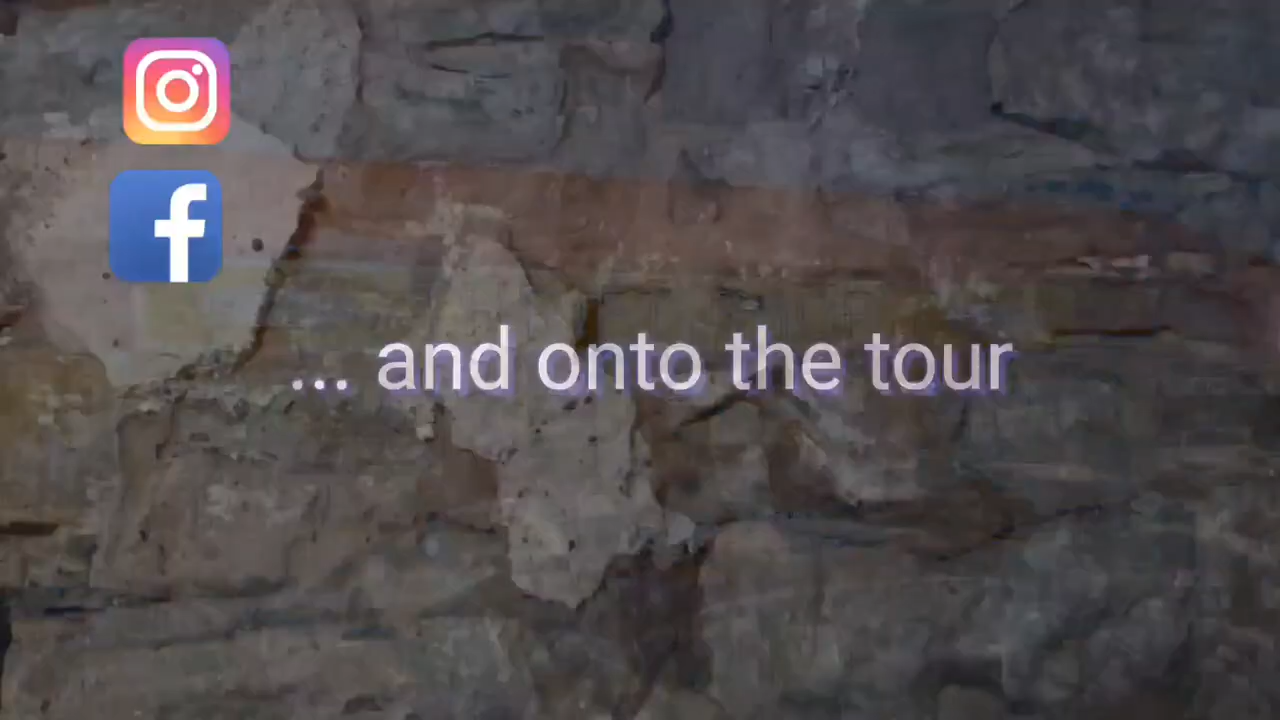 ... and onto the tour